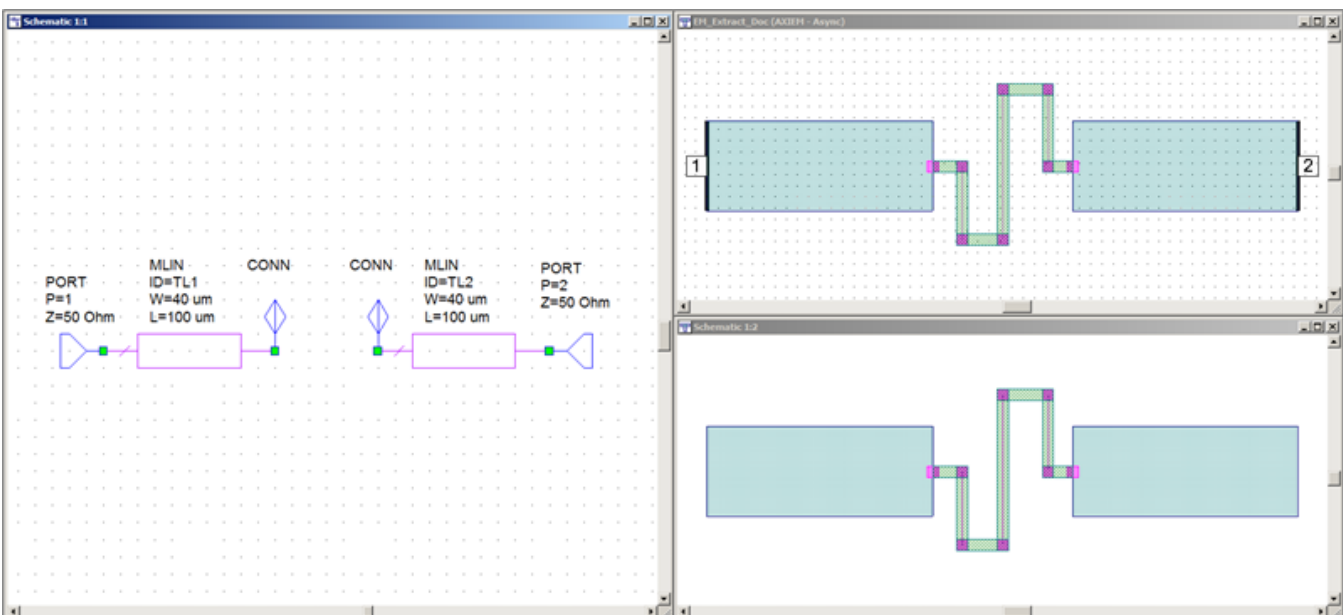 Schematic 1:1
PORT
P=1
Z=50 Ohm
MLIN
ID=TL1
W=40 um
L=100 um
CONN
CONN
MLIN
ID=TL2
W=40 um
L=100 um
PORT
P=2
Z=50 Ohm
EM_Extract_Doc (AXIEM - Async)
1
2
Schematic 1:2